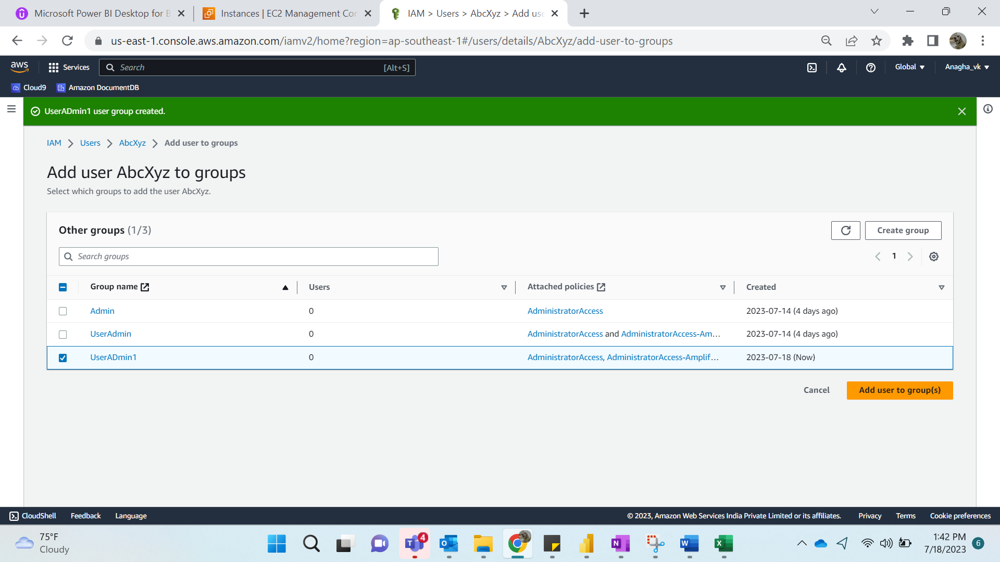 Microsoft Power BI Desktop for B
Instances | EC2 Management Con
IAM > Users > AbcXyz > Add use
us-east-1.console.aws.amazon.com/iamv2/home?region=ap-southeast-1#/users/details/AbcXyz/add-user-to-groups
aws
Services
Search
[Alt+S]
Global
Anagha_vk
Cloud9
Amazon DocumentDB
UserADmin1 user group created.
IAM > Users > AbcXyz > Add user to groups
Add user AbcXyz to groups
Select which groups to add the user AbcXyz.
Other groups (1/3)
Create group
Search groups
1
Group name Users Attached policies Created
Admin 0 AdministratorAccess 2023-07-14 (4 days ago)
UserAdmin 0 AdministratorAccess and AdministratorAccess-Am... 2023-07-14 (4 days ago)
UserADmin1 0 AdministratorAccess, AdministratorAccess-Amplif... 2023-07-18 (Now)
Cancel
Add user to group(s)
CloudShell Feedback Language
© 2023, Amazon Web Services India Private Limited or its affiliates. Privacy Terms Cookie preferences
75°F
Cloudy
4
1:42 PM
7/18/2023
6